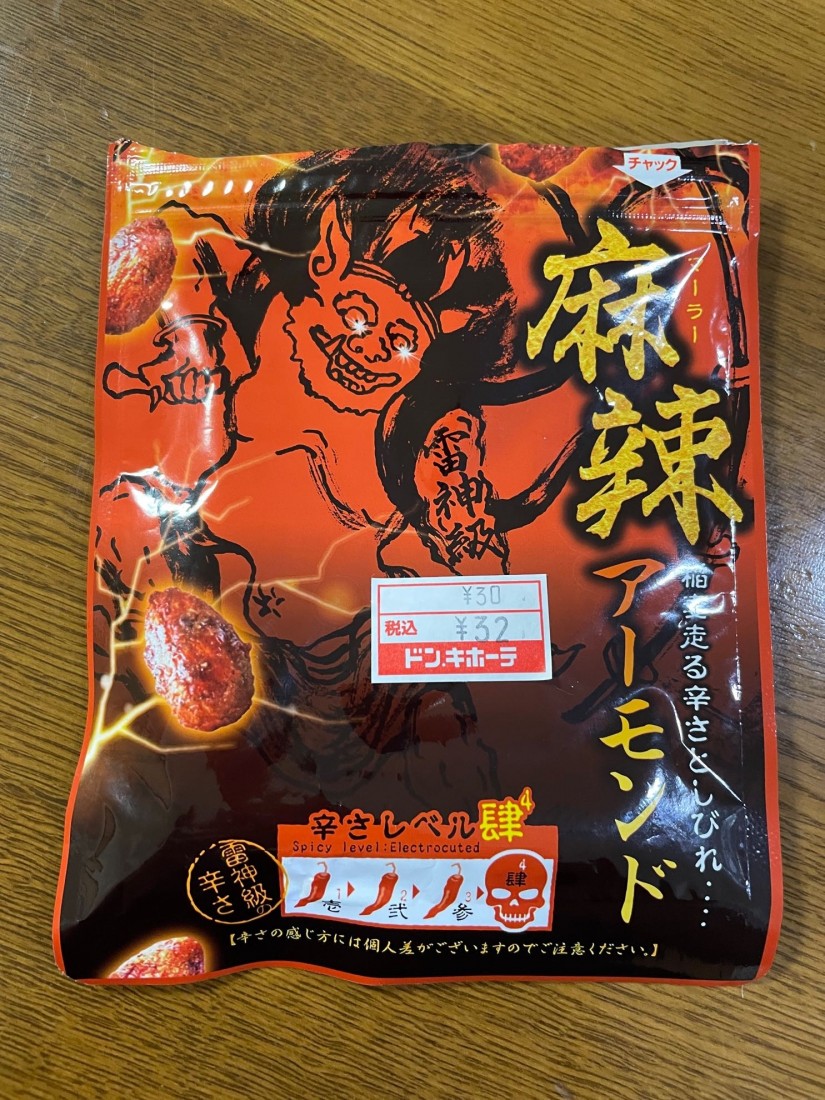 チャック
マーラー
麻辣
アーモンド
稲妻走る辛さとしびれ‥‥
雷神級
¥30
税込 ¥32
ドン.キホーテ
辛さレベル肆4
Spicy level:Electrocuted
1 壱 2 弐 3 参 4 肆
雷神級の辛さ
【辛さの感じ方には個人差がございますのでご注意ください。】